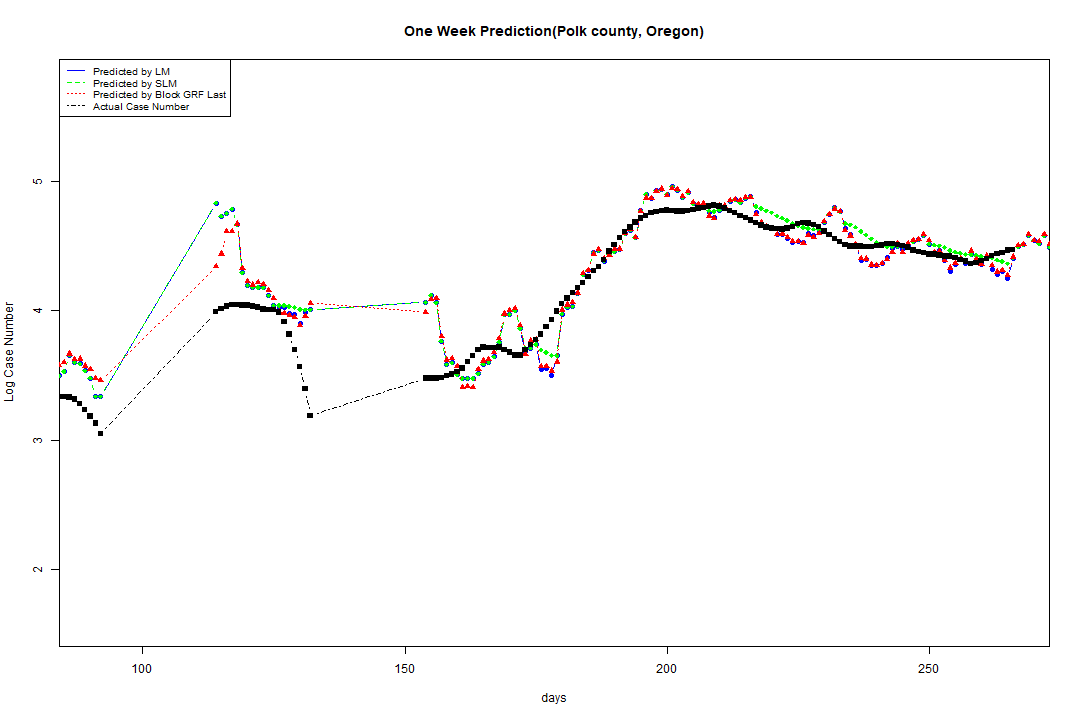 One Week Prediction(Polk county, Oregon)
Predicted by LM
Predicted by SLM
Predicted by Block GRF Last
Actual Case Number
5
4
3
2
Log Case Number
100 150 200 250
days